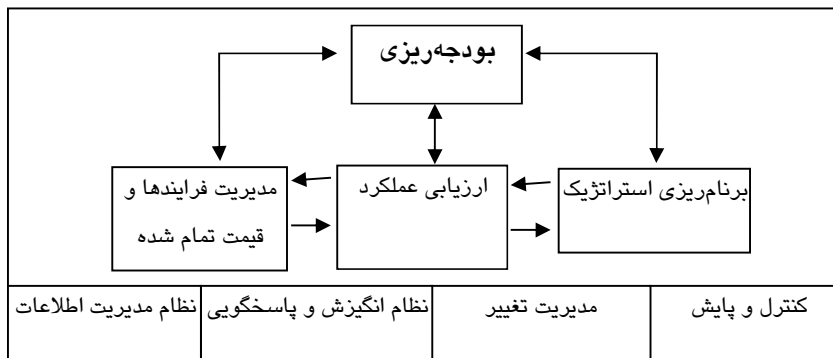 بودجه‌ریزی
برنام‌ریزی استراتژیک
ارزیابی عملکرد
مدیریت فرایندها و
قیمت تمام شده
کنترل و پایش
مدیریت تغییر
نظام انگیزش و پاسخگویی
نظام مدیریت اطلاعات